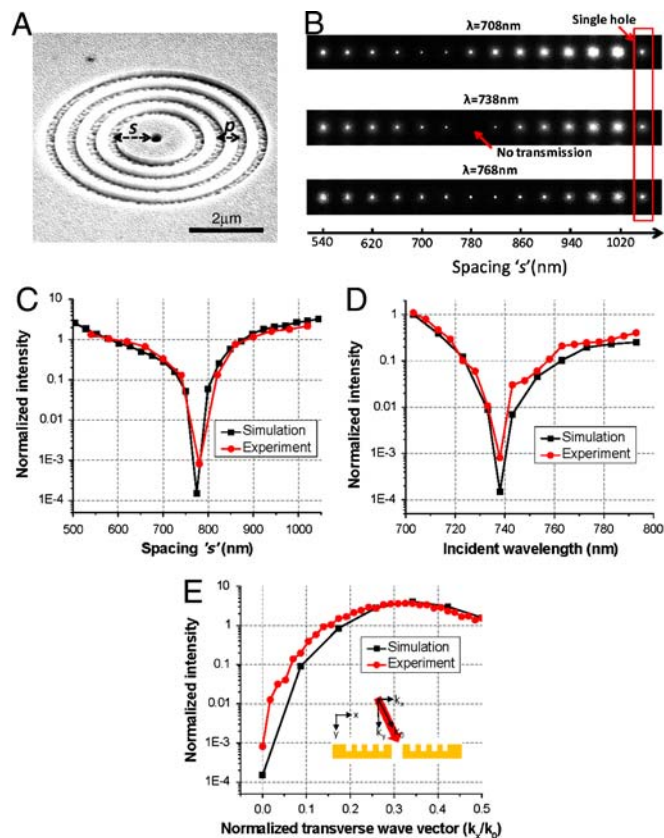 A
s
p
2μm
B
Single hole
λ=708nm
λ=738nm
No transmission
λ=768nm
540 620 700 780 860 940 1020
Spacing 's'(nm)
C
Normalized intensity
10
1
0.1
0.01
1E-3
1E-4
Simulation
Experiment
500 600 700 800 900 1000
Spacing 's'(nm)
D
Normalized intensity
1
0.1
0.01
1E-3
1E-4
Simulation
Experiment
700 720 740 760 780 800
Incident wavelength (nm)
E
Normalized intensity
10
1
0.1
0.01
1E-3
1E-4
Simulation
Experiment
x
y
kx
ky
k0
0.0 0.1 0.2 0.3 0.4 0.5
Normalized transverse wave vector (kx/k0)